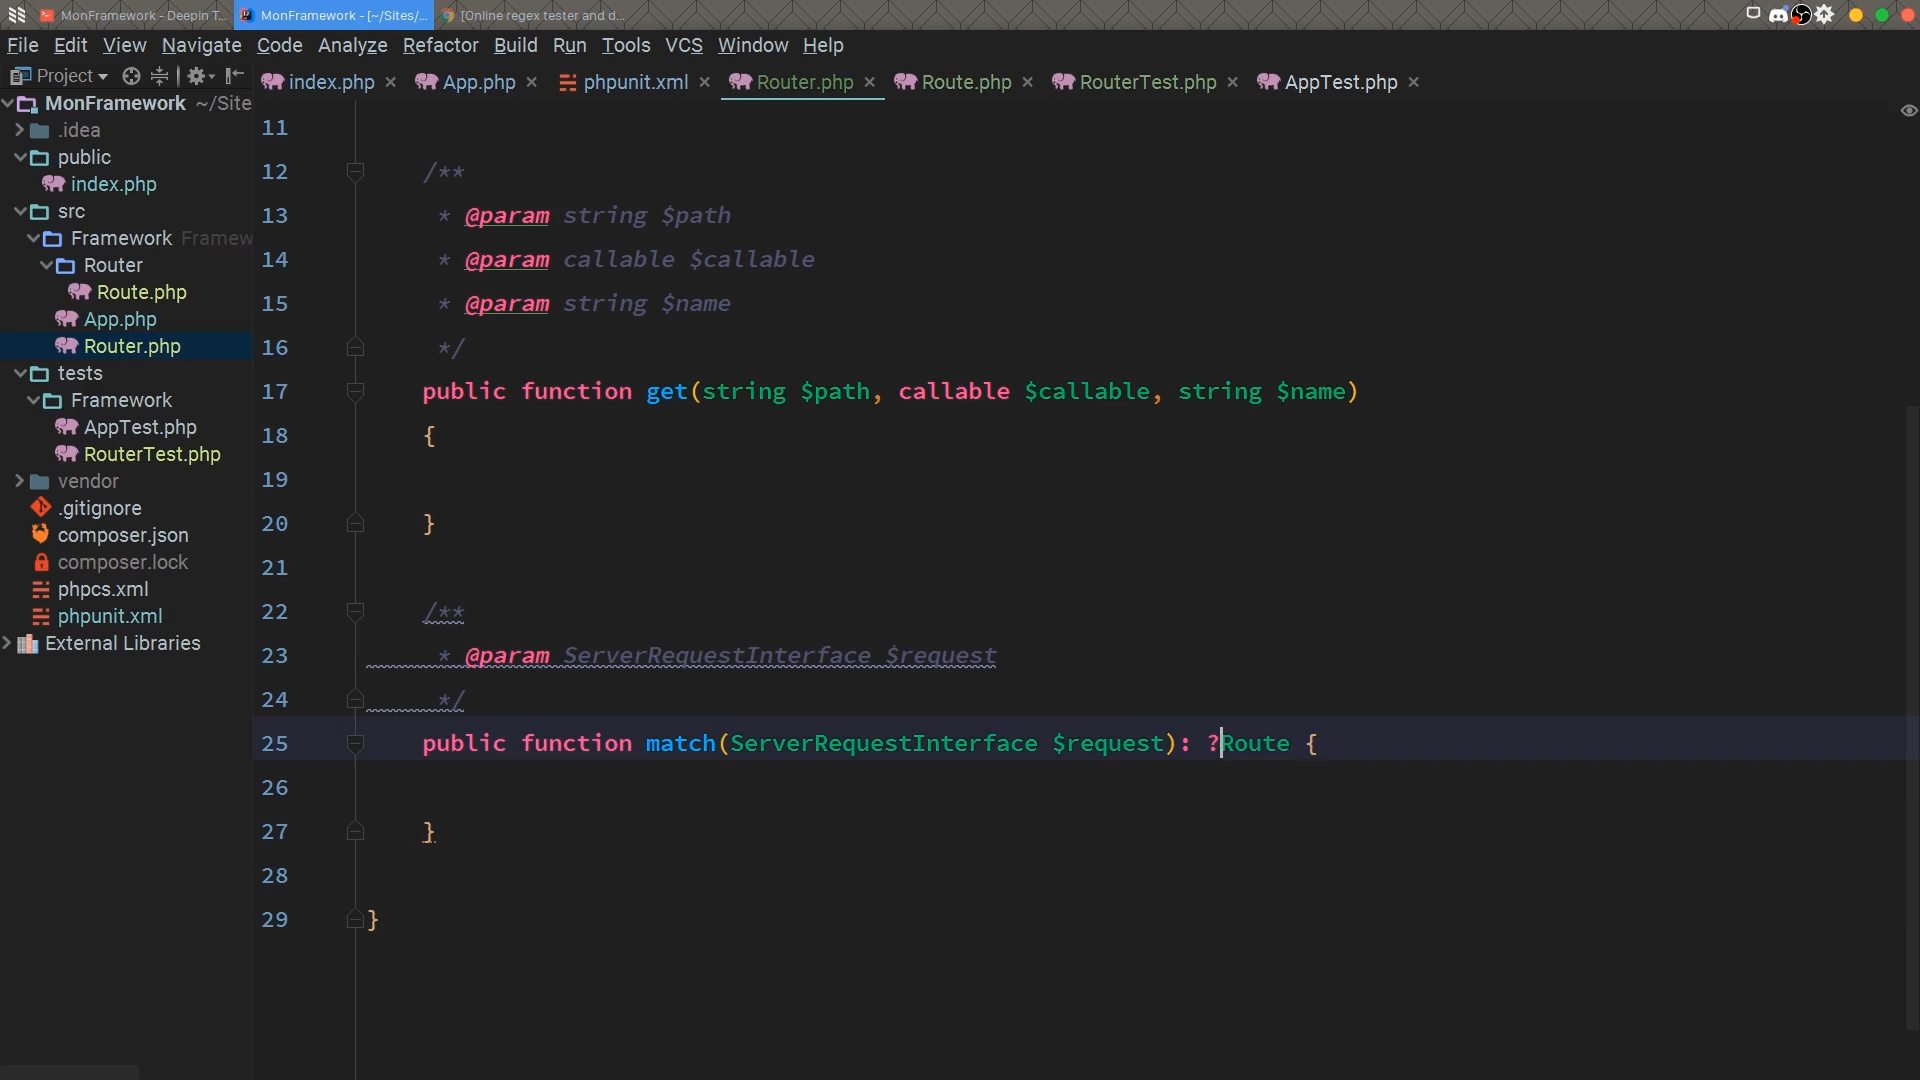 MonFramework - Deepin T...
MonFramework - [~/Sites/...
[Online regex tester and d...
File Edit View Navigate Code Analyze Refactor Build Run Tools VCS Window Help
Project
index.php App.php phpunit.xml Router.php Route.php RouterTest.php AppTest.php
MonFramework ~/Site
.idea
public
index.php
src
Framework Framew
Router
Route.php
App.php
Router.php
tests
Framework
AppTest.php
RouterTest.php
vendor
.gitignore
composer.json
composer.lock
phpcs.xml
phpunit.xml
External Libraries
11
12 /**
13 * @param string $path
14 * @param callable $callable
15 * @param string $name
16 */
17 public function get(string $path, callable $callable, string $name)
18 {
19
20 }
21
22 /**
23 * @param ServerRequestInterface $request
24 */
25 public function match(ServerRequestInterface $request): ?Route {
26
27 }
28
29 }